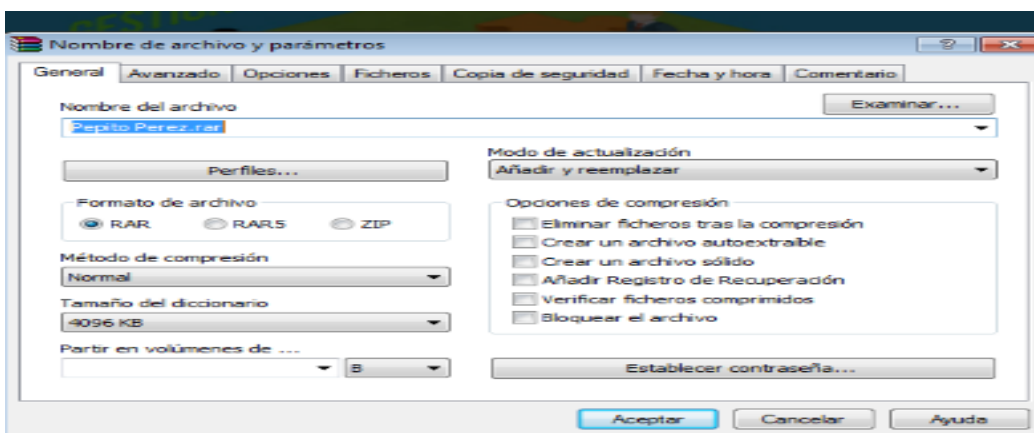 GESTIÓN
Nombre de archivo y parámetros
General Avanzado Opciones Ficheros Copia de seguridad Fecha y hora Comentario
Nombre del archivo
Examinar...
Pepito Perez.rar
Modo de actualización
Perfiles...
Añadir y reemplazar
Formato de archivo
RAR RAR5 ZIP
Opciones de compresión
Eliminar ficheros tras la compresión
Crear un archivo autoextraíble
Crear un archivo sólido
Añadir Registro de Recuperación
Verificar ficheros comprimidos
Bloquear el archivo
Método de compresión
Normal
Tamaño del diccionario
4096 KB
Partir en volúmenes de ...
B
Establecer contraseña...
Aceptar Cancelar Ayuda